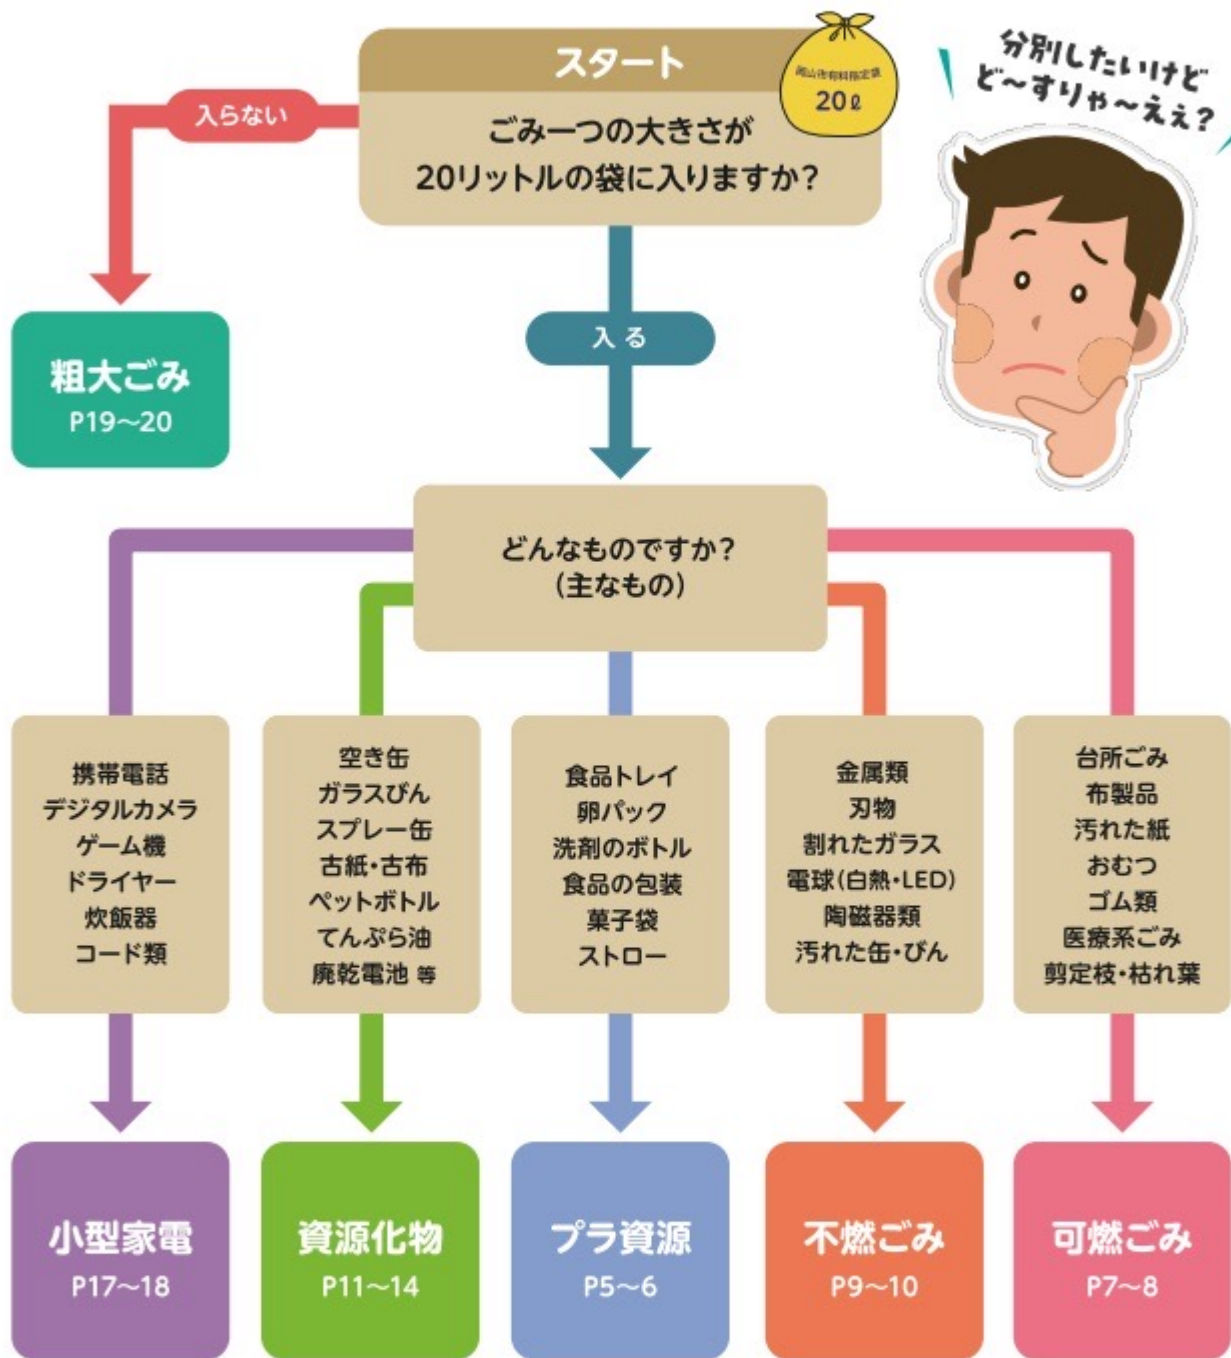 スタート
岡山市有料指定袋
20ℓ
ごみ一つの大きさが
20リットルの袋に入りますか？
分別したいけど
ど～すりゃ～えぇ？
入らない
入る
粗大ごみ
P19～20
どんなものですか？
(主なもの)
携帯電話
デジタルカメラ
ゲーム機
ドライヤー
炊飯器
コード類
空き缶
ガラスびん
スプレー缶
古紙・古布
ペットボトル
てんぷら油
廃乾電池 等
食品トレイ
卵パック
洗剤のボトル
食品の包装
菓子袋
ストロー
金属類
刃物
割れたガラス
電球(白熱・LED)
陶磁器類
汚れた缶・びん
台所ごみ
布製品
汚れた紙
おむつ
ゴム類
医療系ごみ
剪定枝・枯れ葉
小型家電
P17～18
資源化物
P11～14
プラ資源
P5～6
不燃ごみ
P9～10
可燃ごみ
P7～8